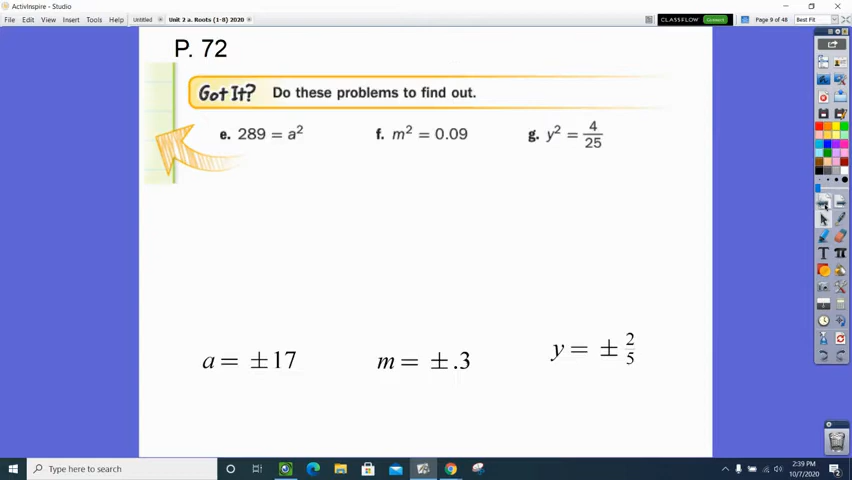 ActivInspire - Studio
File Edit View Insert Tools Help Untitled Unit 2 a. Roots (1-8) 2020 CLASSFLOW Connect Page 9 of 48 Best Fit
P. 72
Got It? Do these problems to find out.
e. 289 = a² f. m² = 0.09 g. y² = 4/25
a = ±17 m = ±.3 y = ± 2/5
Type here to search
2:39 PM
10/7/2020